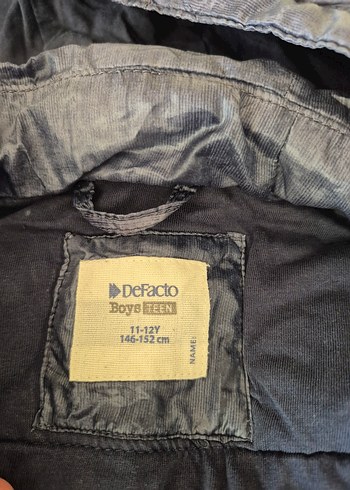 DeFacto
Boys TEEN
11-12Y
146-152 cm
NAME: